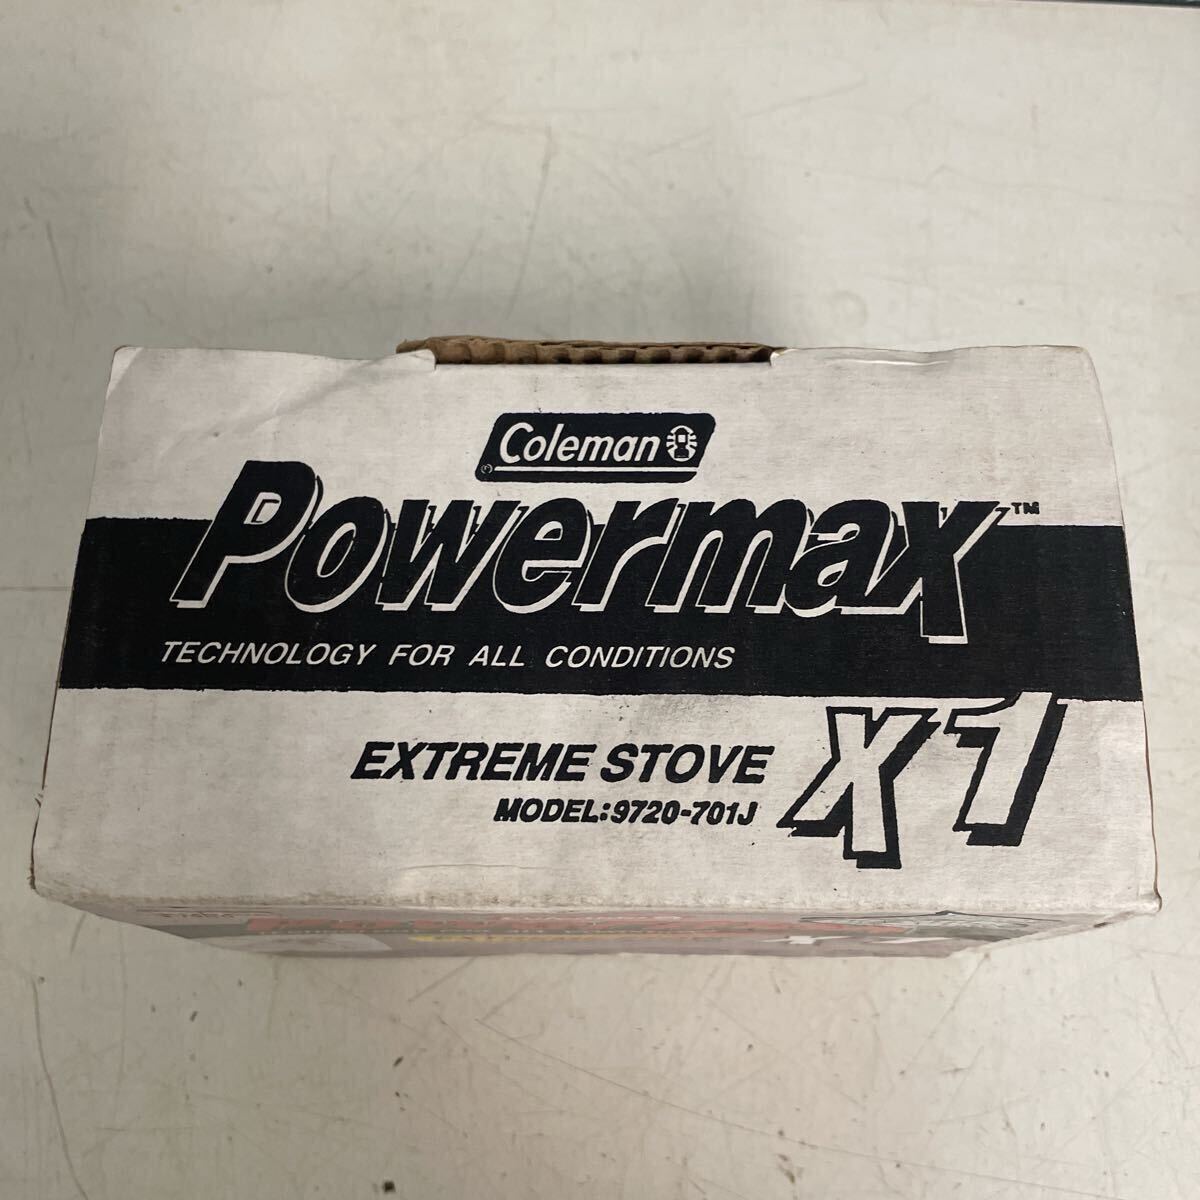 Coleman
Powermax™
TECHNOLOGY FOR ALL CONDITIONS
EXTREME STOVE X1
MODEL:9720-701J